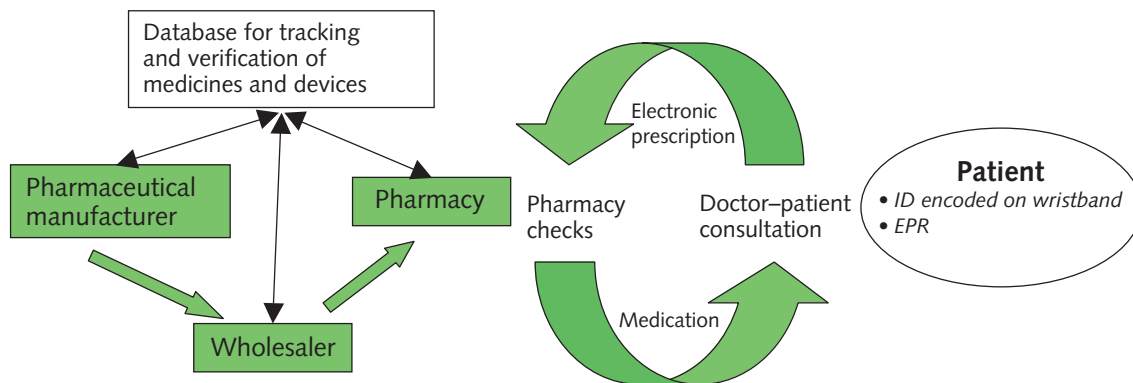 Database for tracking
and verification of
medicines and devices
Pharmaceutical
manufacturer
Pharmacy
Wholesaler
Electronic
prescription
Pharmacy
checks
Doctor–patient
consultation
Medication
Patient
• ID encoded on wristband
• EPR